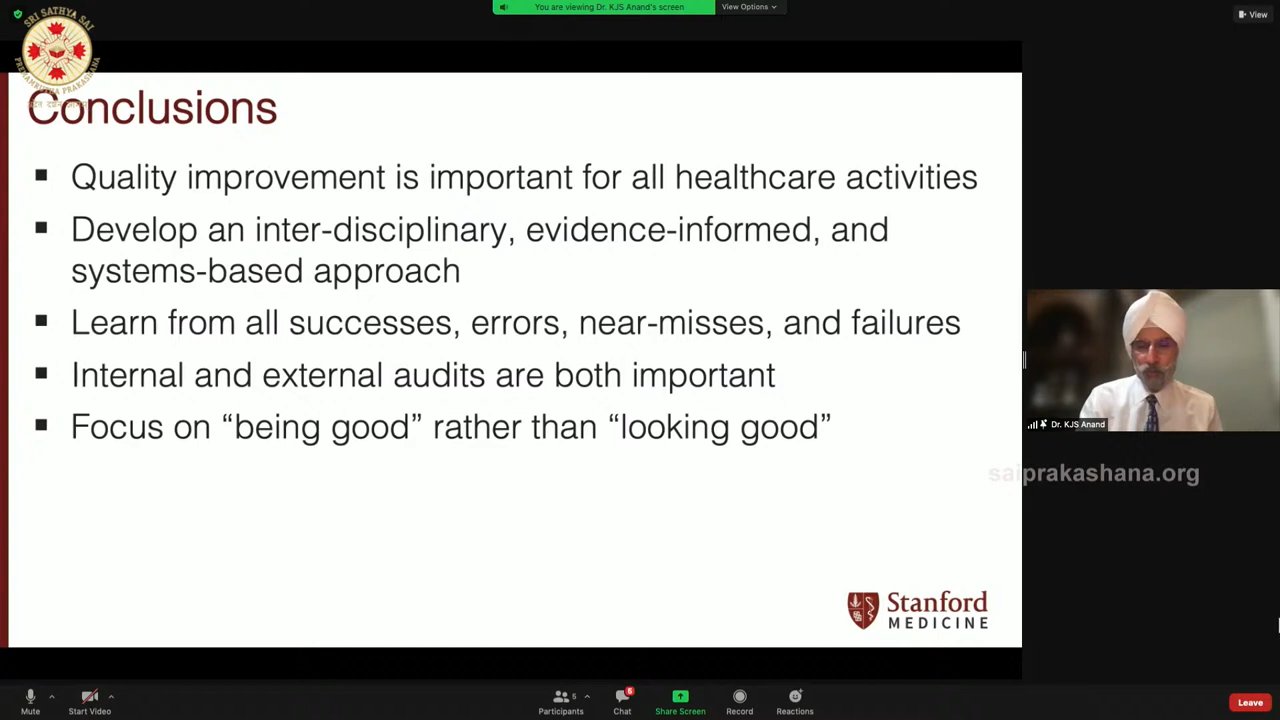 You are viewing Dr. KJS Anand's screen
View Options
View
SRI SATHYA SAI
PREMAMRUTHA PRAKASHANA
Conclusions
Quality improvement is important for all healthcare activities
Develop an inter-disciplinary, evidence-informed, and
systems-based approach
Learn from all successes, errors, near-misses, and failures
Internal and external audits are both important
Focus on “being good” rather than “looking good”
Dr. KJS Anand
saiprakashana.org
Stanford
MEDICINE
Mute
Start Video
5
Participants
6
Chat
Share Screen
Record
Reactions
Leave